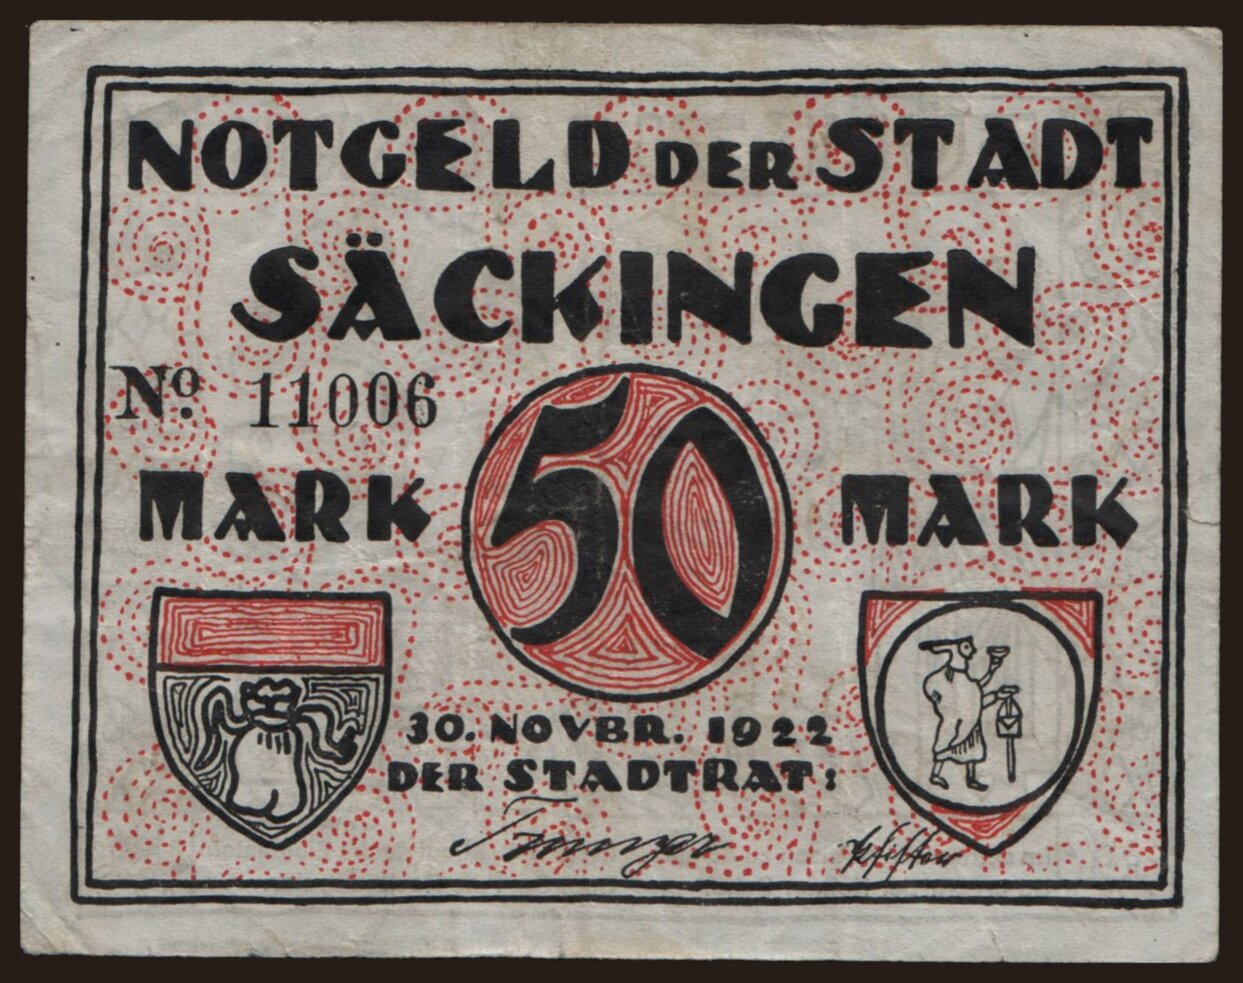 NOTGELD DER STADT
SÄCKINGEN
No. 11006
50
MARK MARK
30. NOVBR. 1922
DER STADTRAT: